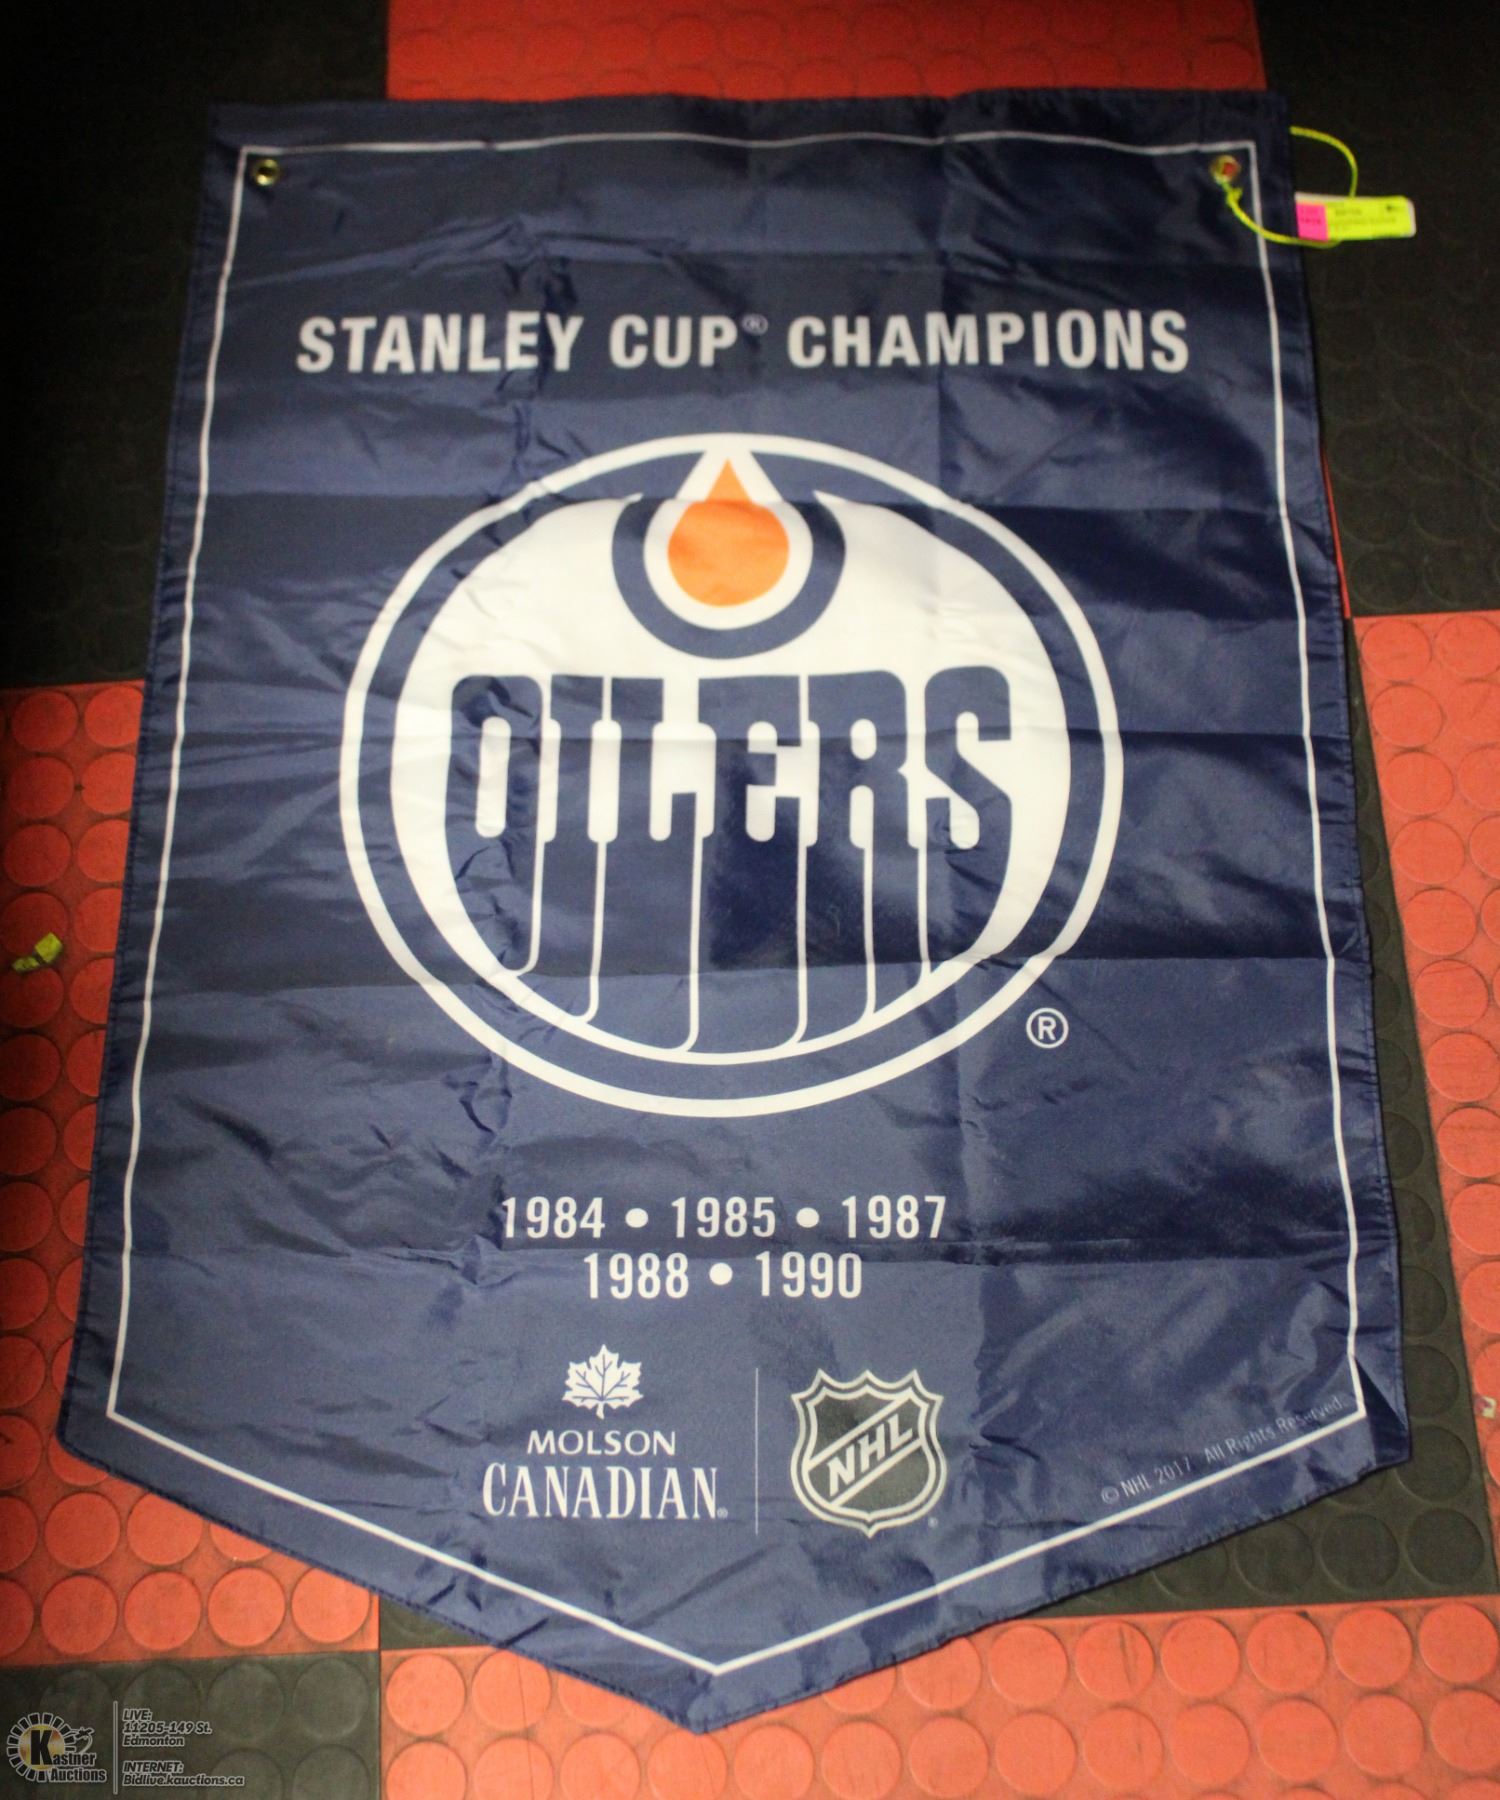 STANLEY CUP® CHAMPIONS
OILERS
®
1984 • 1985 • 1987
1988 • 1990
MOLSON
CANADIAN®
NHL
®
© NHL 2017 All Rights Reserved.
Kastner
Auctions
LIVE:
11205-149 St.
Edmonton
INTERNET:
Bidlive.kauctions.ca